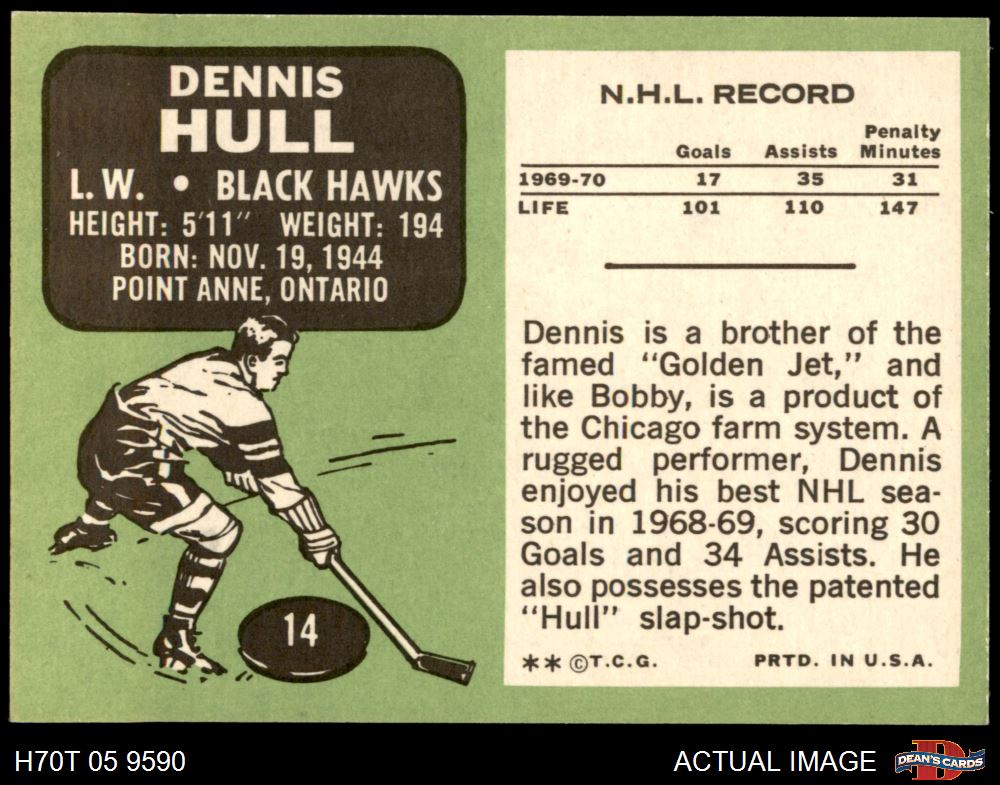 DENNIS
HULL
L.W. • BLACK HAWKS
HEIGHT: 5'11" WEIGHT: 194
BORN: NOV. 19, 1944
POINT ANNE, ONTARIO
14
N.H.L. RECORD
Penalty
Goals Assists Minutes
1969-70 17 35 31
LIFE 101 110 147
Dennis is a brother of the
famed "Golden Jet," and
like Bobby, is a product of
the Chicago farm system. A
rugged performer, Dennis
enjoyed his best NHL sea-
son in 1968-69, scoring 30
Goals and 34 Assists. He
also possesses the patented
"Hull" slap-shot.
** ©T.C.G. PRTD. IN U.S.A.
H70T 05 9590
ACTUAL IMAGE
D
DEAN'S CARDS